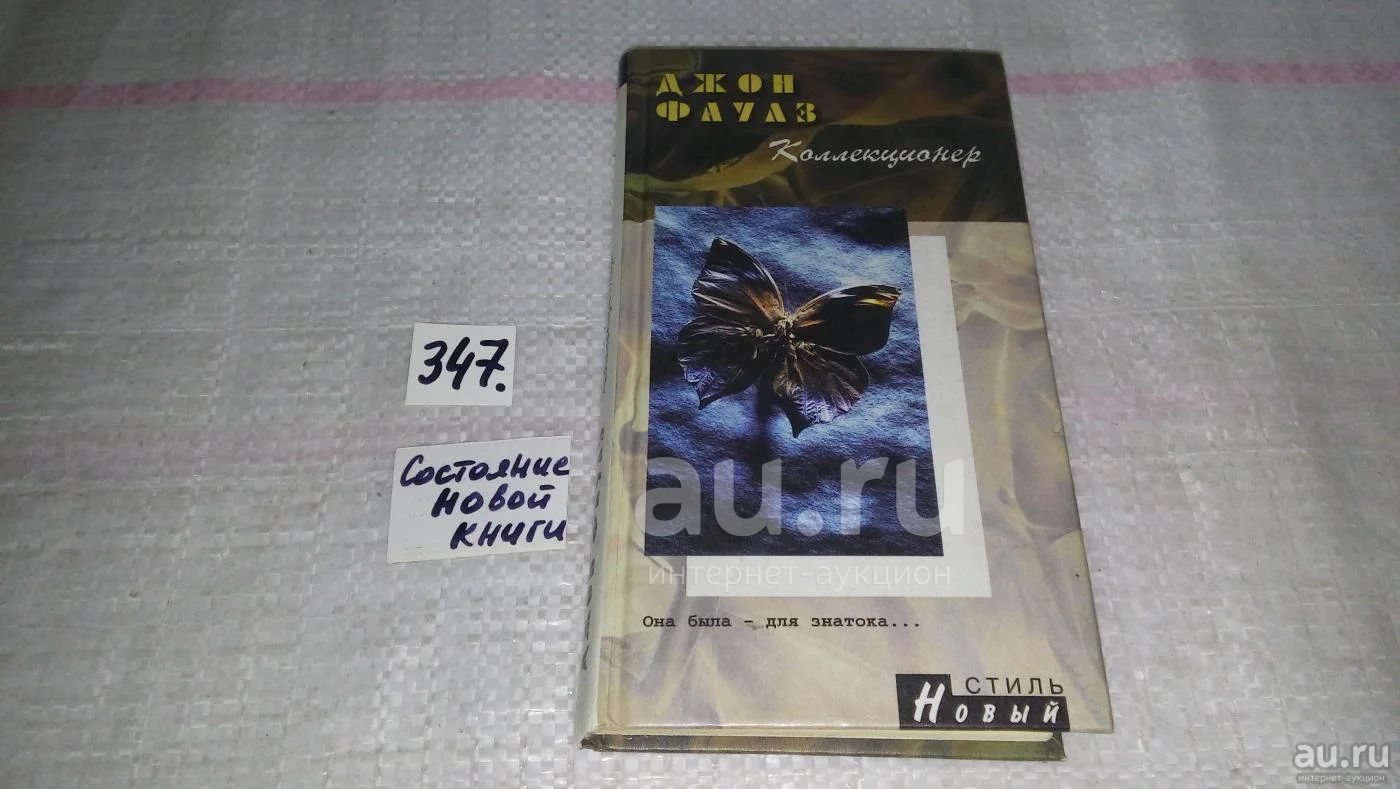 ДЖОН
ФАУЛЗ
Коллекционер
347.
Состояние
новой
книги
au.ru
интернет-аукцион
Она была - для знатока...
СТИЛЬ
Новый
au.ru
интернет-аукцион